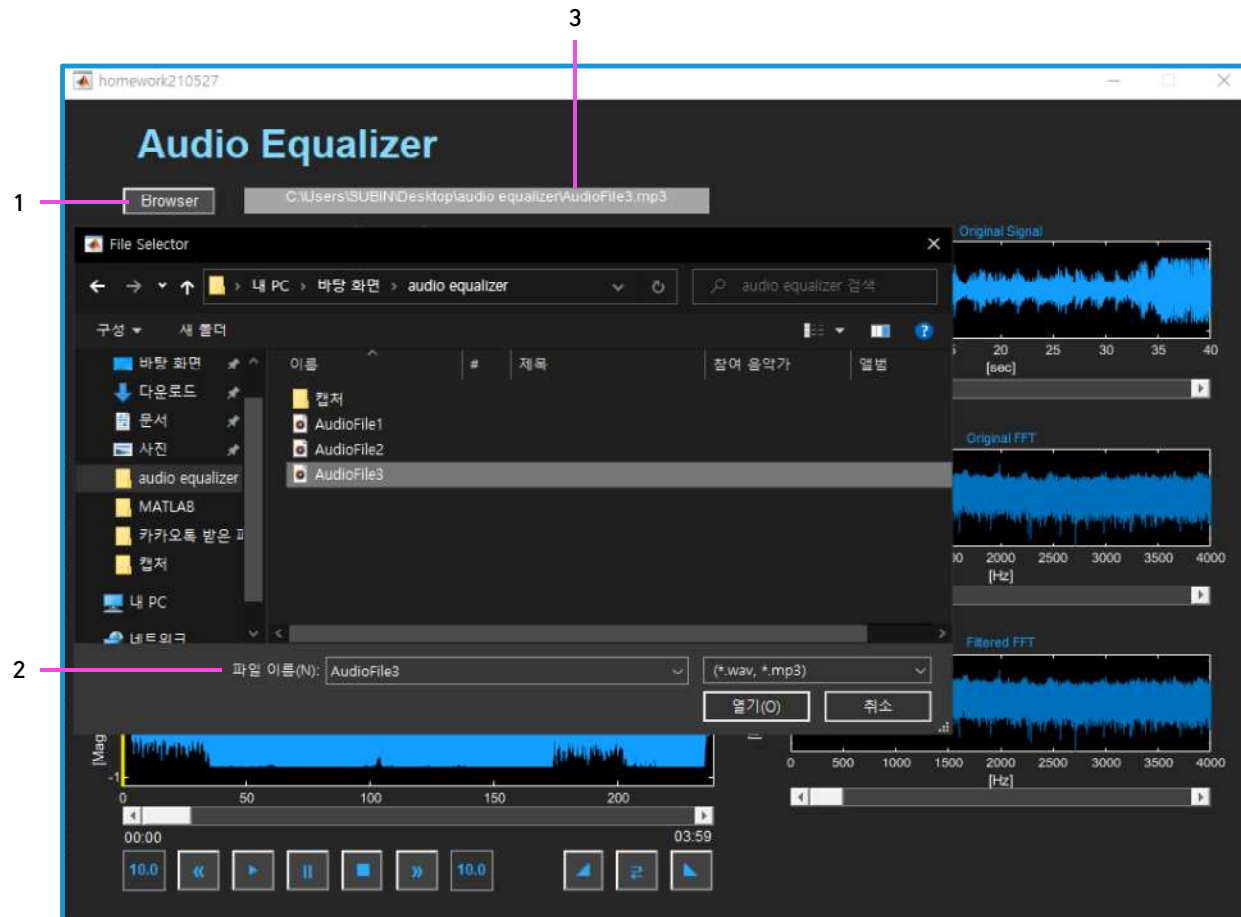 3
homework210527
Audio Equalizer
1
Browser
C:\Users\SUBIN\Desktop\audio equalizer\AudioFile3.mp3
File Selector
내 PC › 바탕 화면 › audio equalizer
audio equalizer 검색
구성
새 폴더
바탕 화면
다운로드
문서
사진
audio equalizer
MATLAB
카카오톡 받은 파
캡처
내 PC
네트워크
이름 # 제목 참여 음악가 앨범
캡처
AudioFile1
AudioFile2
AudioFile3
2
파일 이름(N): AudioFile3
(*.wav, *.mp3)
열기(O) 취소
Original Signal
20 25 30 35 40
[sec]
Original FFT
2000 2500 3000 3500 4000
[Hz]
Filtered FFT
0 500 1000 1500 2000 2500 3000 3500 4000
[Hz]
[Mag
-1
0 50 100 150 200
00:00 03:59
10.0 10.0